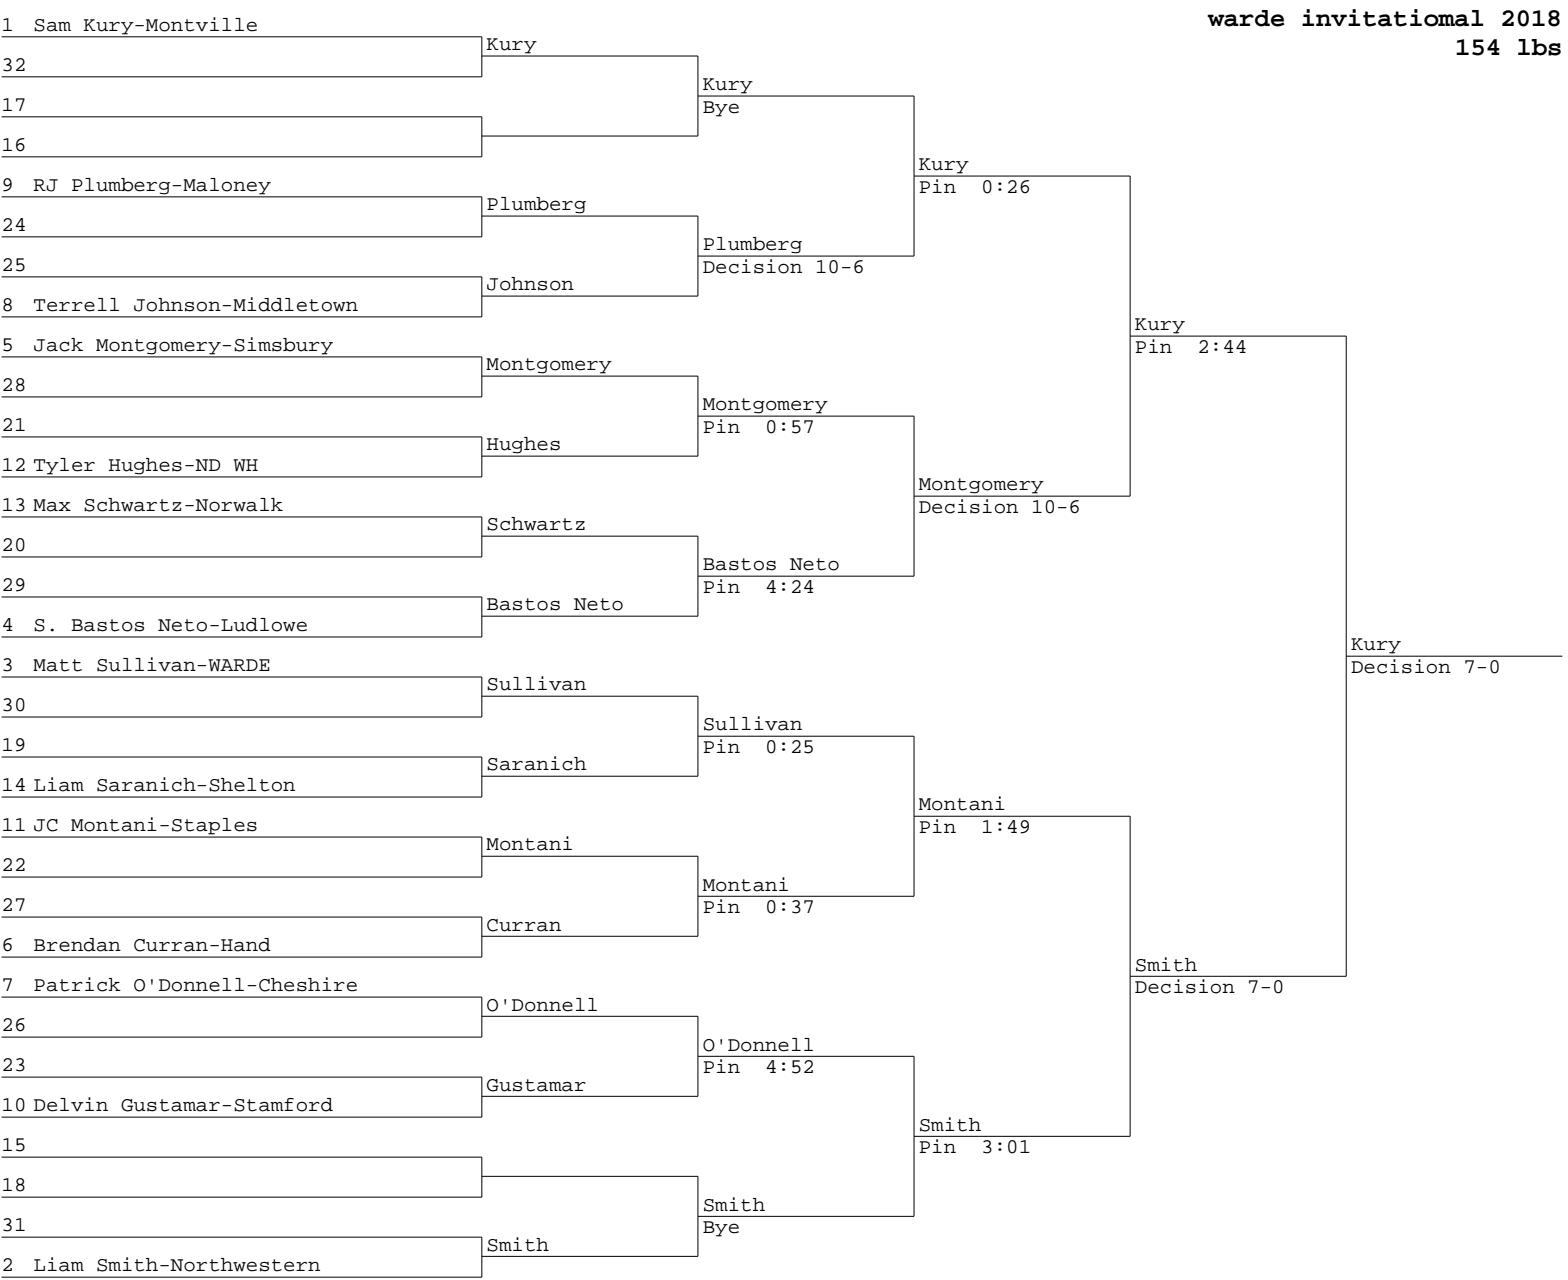 warde invitatiomal 2018
154 lbs
1 Sam Kury-Montville
32
17
16
9 RJ Plumberg-Maloney
24
25
8 Terrell Johnson-Middletown
5 Jack Montgomery-Simsbury
28
21
12 Tyler Hughes-ND WH
13 Max Schwartz-Norwalk
20
29
4 S. Bastos Neto-Ludlowe
3 Matt Sullivan-WARDE
30
19
14 Liam Saranich-Shelton
11 JC Montani-Staples
22
27
6 Brendan Curran-Hand
7 Patrick O'Donnell-Cheshire
26
23
10 Delvin Gustamar-Stamford
15
18
31
2 Liam Smith-Northwestern
Kury
Plumberg
Johnson
Montgomery
Hughes
Schwartz
Bastos Neto
Sullivan
Saranich
Montani
Curran
O'Donnell
Gustamar
Smith
Kury
Bye
Plumberg
Decision 10-6
Montgomery
Pin 0:57
Bastos Neto
Pin 4:24
Sullivan
Pin 0:25
Montani
Pin 0:37
O'Donnell
Pin 4:52
Smith
Bye
Kury
Pin 0:26
Montgomery
Decision 10-6
Montani
Pin 1:49
Smith
Pin 3:01
Kury
Pin 2:44
Smith
Decision 7-0
Kury
Decision 7-0